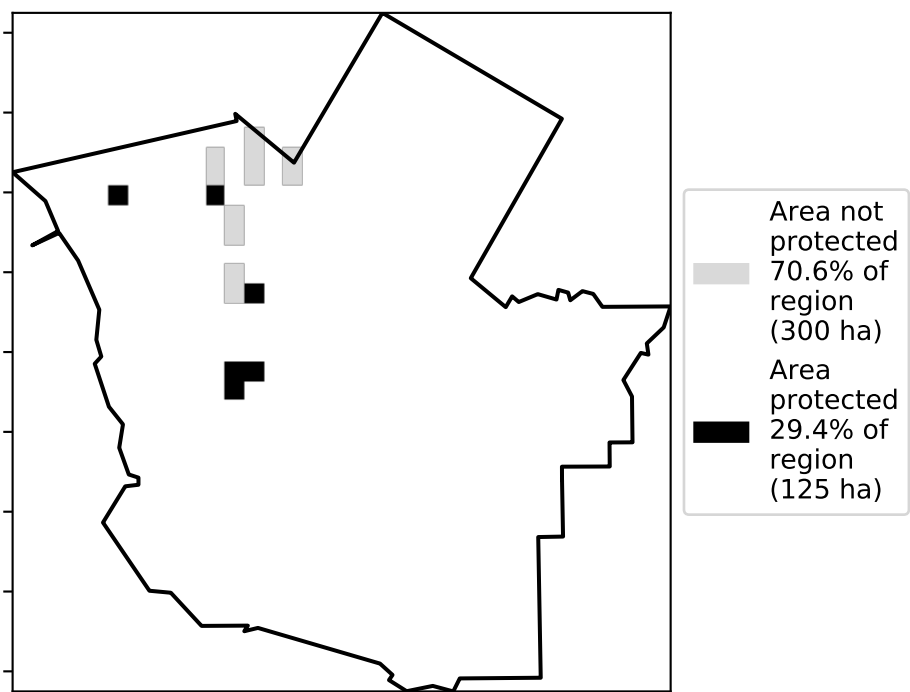 Area not
protected
70.6% of
region
(300 ha)
Area
protected
29.4% of
region
(125 ha)